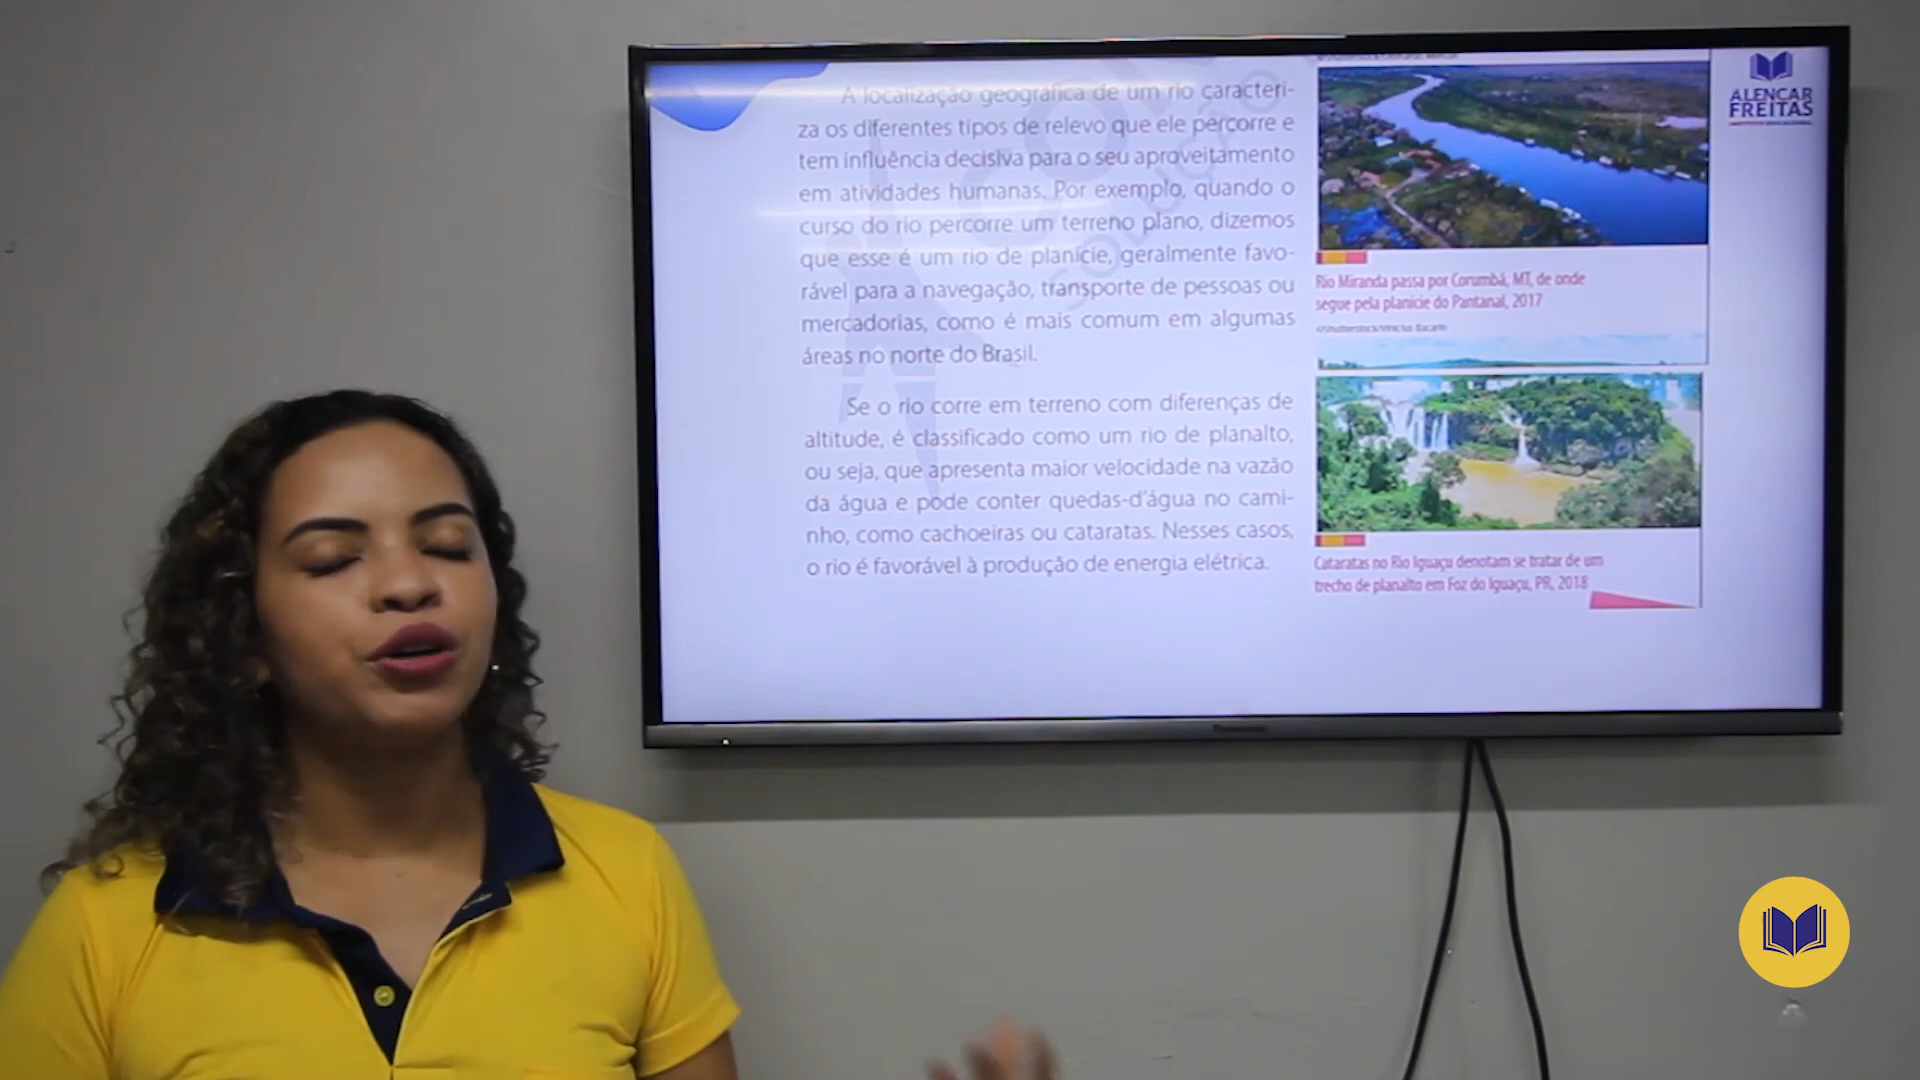 A localização geográfica de um rio caracteri-
za os diferentes tipos de relevo que ele percorre e
tem influência decisiva para o seu aproveitamento
em atividades humanas. Por exemplo, quando o
curso do rio percorre um terreno plano, dizemos
que esse é um rio de planície, geralmente favo-
rável para a navegação, transporte de pessoas ou
mercadorias, como é mais comum em algumas
áreas no norte do Brasil.
Se o rio corre em terreno com diferenças de
altitude, é classificado como um rio de planalto,
ou seja, que apresenta maior velocidade na vazão
da água e pode conter quedas-d'água no cami-
nho, como cachoeiras ou cataratas. Nesses casos,
o rio é favorável à produção de energia elétrica.
Rio Miranda passa por Corumbá, MT, de onde
segue pela planície do Pantanal, 2017
Cataratas no Rio Iguaçu denotam se tratar de um
trecho de planalto em Foz do Iguaçu, PR, 2018
ALENCAR
FREITAS
INSTITUTO EDUCACIONAL
Panasonic